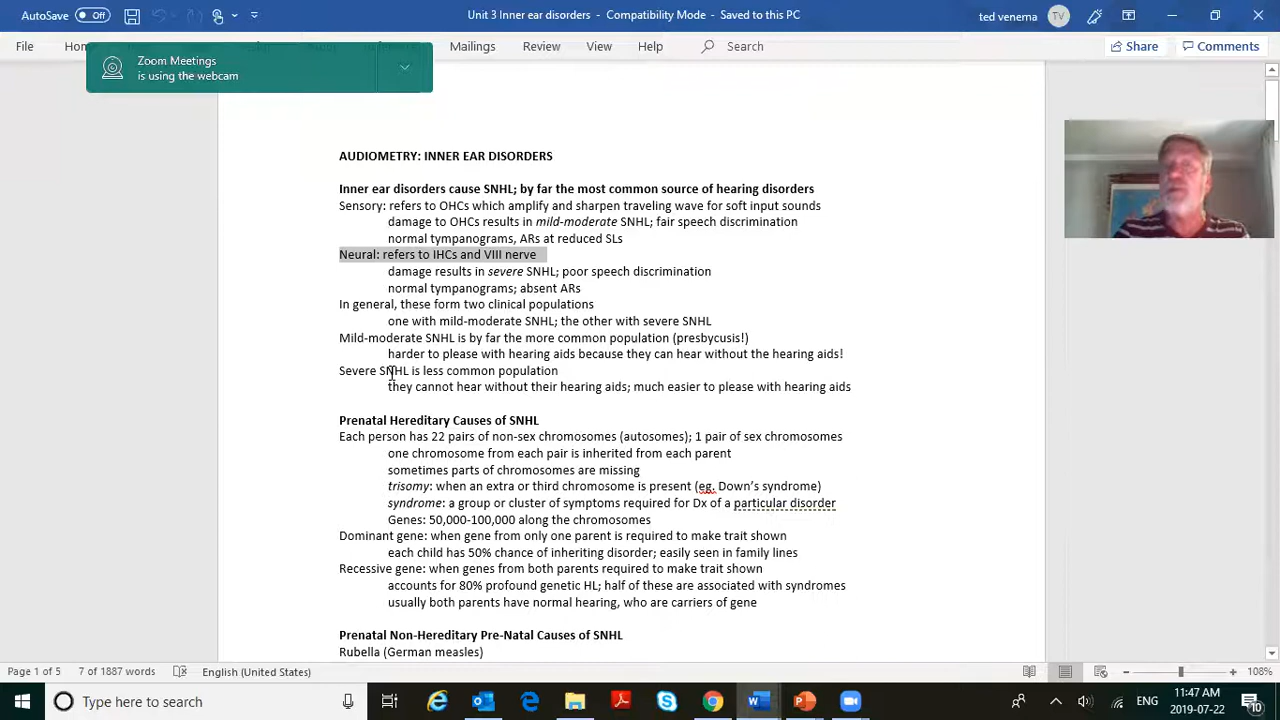 AutoSave Off
Unit 3 Inner ear disorders - Compatibility Mode - Saved to this PC
ted venema TV
File
Mailings Review View Help Search
Share Comments
Zoom Meetings
is using the webcam
AUDIOMETRY: INNER EAR DISORDERS
Inner ear disorders cause SNHL; by far the most common source of hearing disorders
Sensory: refers to OHCs which amplify and sharpen traveling wave for soft input sounds
damage to OHCs results in mild-moderate SNHL; fair speech discrimination
normal tympanograms, ARs at reduced SLs
Neural: refers to IHCs and VIII nerve
damage results in severe SNHL; poor speech discrimination
normal tympanograms; absent ARs
In general, these form two clinical populations
one with mild-moderate SNHL; the other with severe SNHL
Mild-moderate SNHL is by far the more common population (presbycusis!)
harder to please with hearing aids because they can hear without the hearing aids!
Severe SNHL is less common population
they cannot hear without their hearing aids; much easier to please with hearing aids
Prenatal Hereditary Causes of SNHL
Each person has 22 pairs of non-sex chromosomes (autosomes); 1 pair of sex chromosomes
one chromosome from each pair is inherited from each parent
sometimes parts of chromosomes are missing
trisomy: when an extra or third chromosome is present (eg. Down's syndrome)
syndrome: a group or cluster of symptoms required for Dx of a particular disorder
Genes: 50,000-100,000 along the chromosomes
Dominant gene: when gene from only one parent is required to make trait shown
each child has 50% chance of inheriting disorder; easily seen in family lines
Recessive gene: when genes from both parents required to make trait shown
accounts for 80% profound genetic HL; half of these are associated with syndromes
usually both parents have normal hearing, who are carriers of gene
Prenatal Non-Hereditary Pre-Natal Causes of SNHL
Rubella (German measles)
Page 1 of 5 7 of 1887 words English (United States) 108%
Type here to search
ENG
11:47 AM
2019-07-22
10